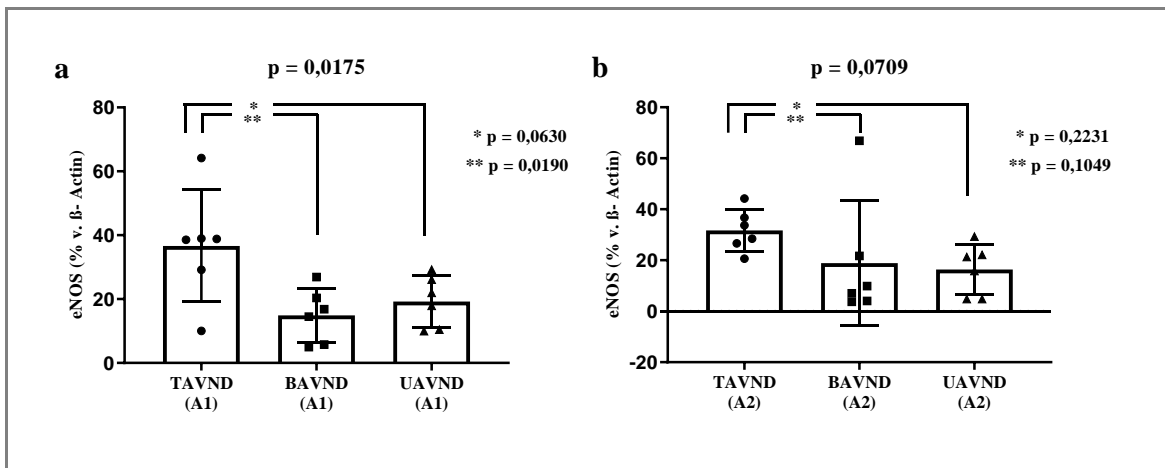 a
p = 0,0175
*
**
* p = 0,0630
** p = 0,0190
eNOS (% v. ß- Actin)
80
60
40
20
0
TAVND
(A1)
BAVND
(A1)
UAVND
(A1)
b
p = 0,0709
*
**
* p = 0,2231
** p = 0,1049
eNOS (% v. ß- Actin)
80
60
40
20
0
-20
TAVND
(A2)
BAVND
(A2)
UAVND
(A2)